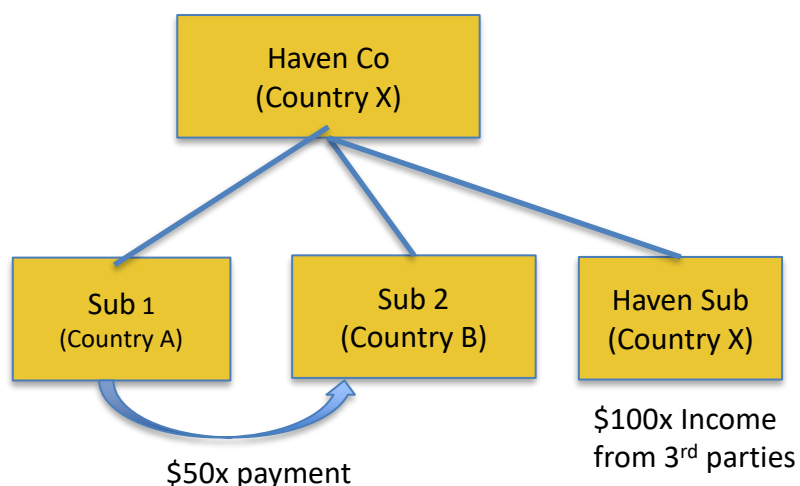 Haven Co
(Country X)
Sub 1
(Country A)
Sub 2
(Country B)
Haven Sub
(Country X)
$50x payment
$100x Income
from 3rd parties